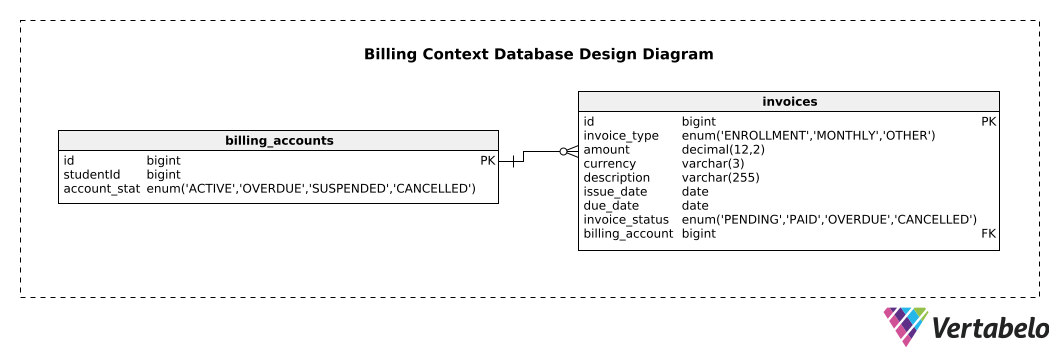 Billing Context Database Design Diagram
billing_accounts
id bigint PK
studentId bigint
account_stat enum('ACTIVE','OVERDUE','SUSPENDED','CANCELLED')
invoices
id bigint PK
invoice_type enum('ENROLLMENT','MONTHLY','OTHER')
amount decimal(12,2)
currency varchar(3)
description varchar(255)
issue_date date
due_date date
invoice_status enum('PENDING','PAID','OVERDUE','CANCELLED')
billing_account bigint FK
Vertabelo